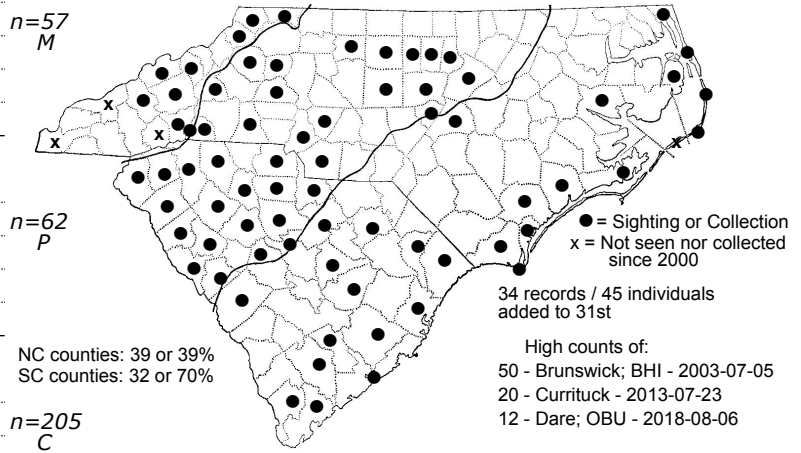 n=57
M
n=62
P
n=205
C
x
x
x
x
● = Sighting or Collection
x = Not seen nor collected
since 2000
34 records / 45 individuals
added to 31st
NC counties: 39 or 39%
SC counties: 32 or 70%
High counts of:
50 - Brunswick; BHI - 2003-07-05
20 - Currituck - 2013-07-23
12 - Dare; OBU - 2018-08-06